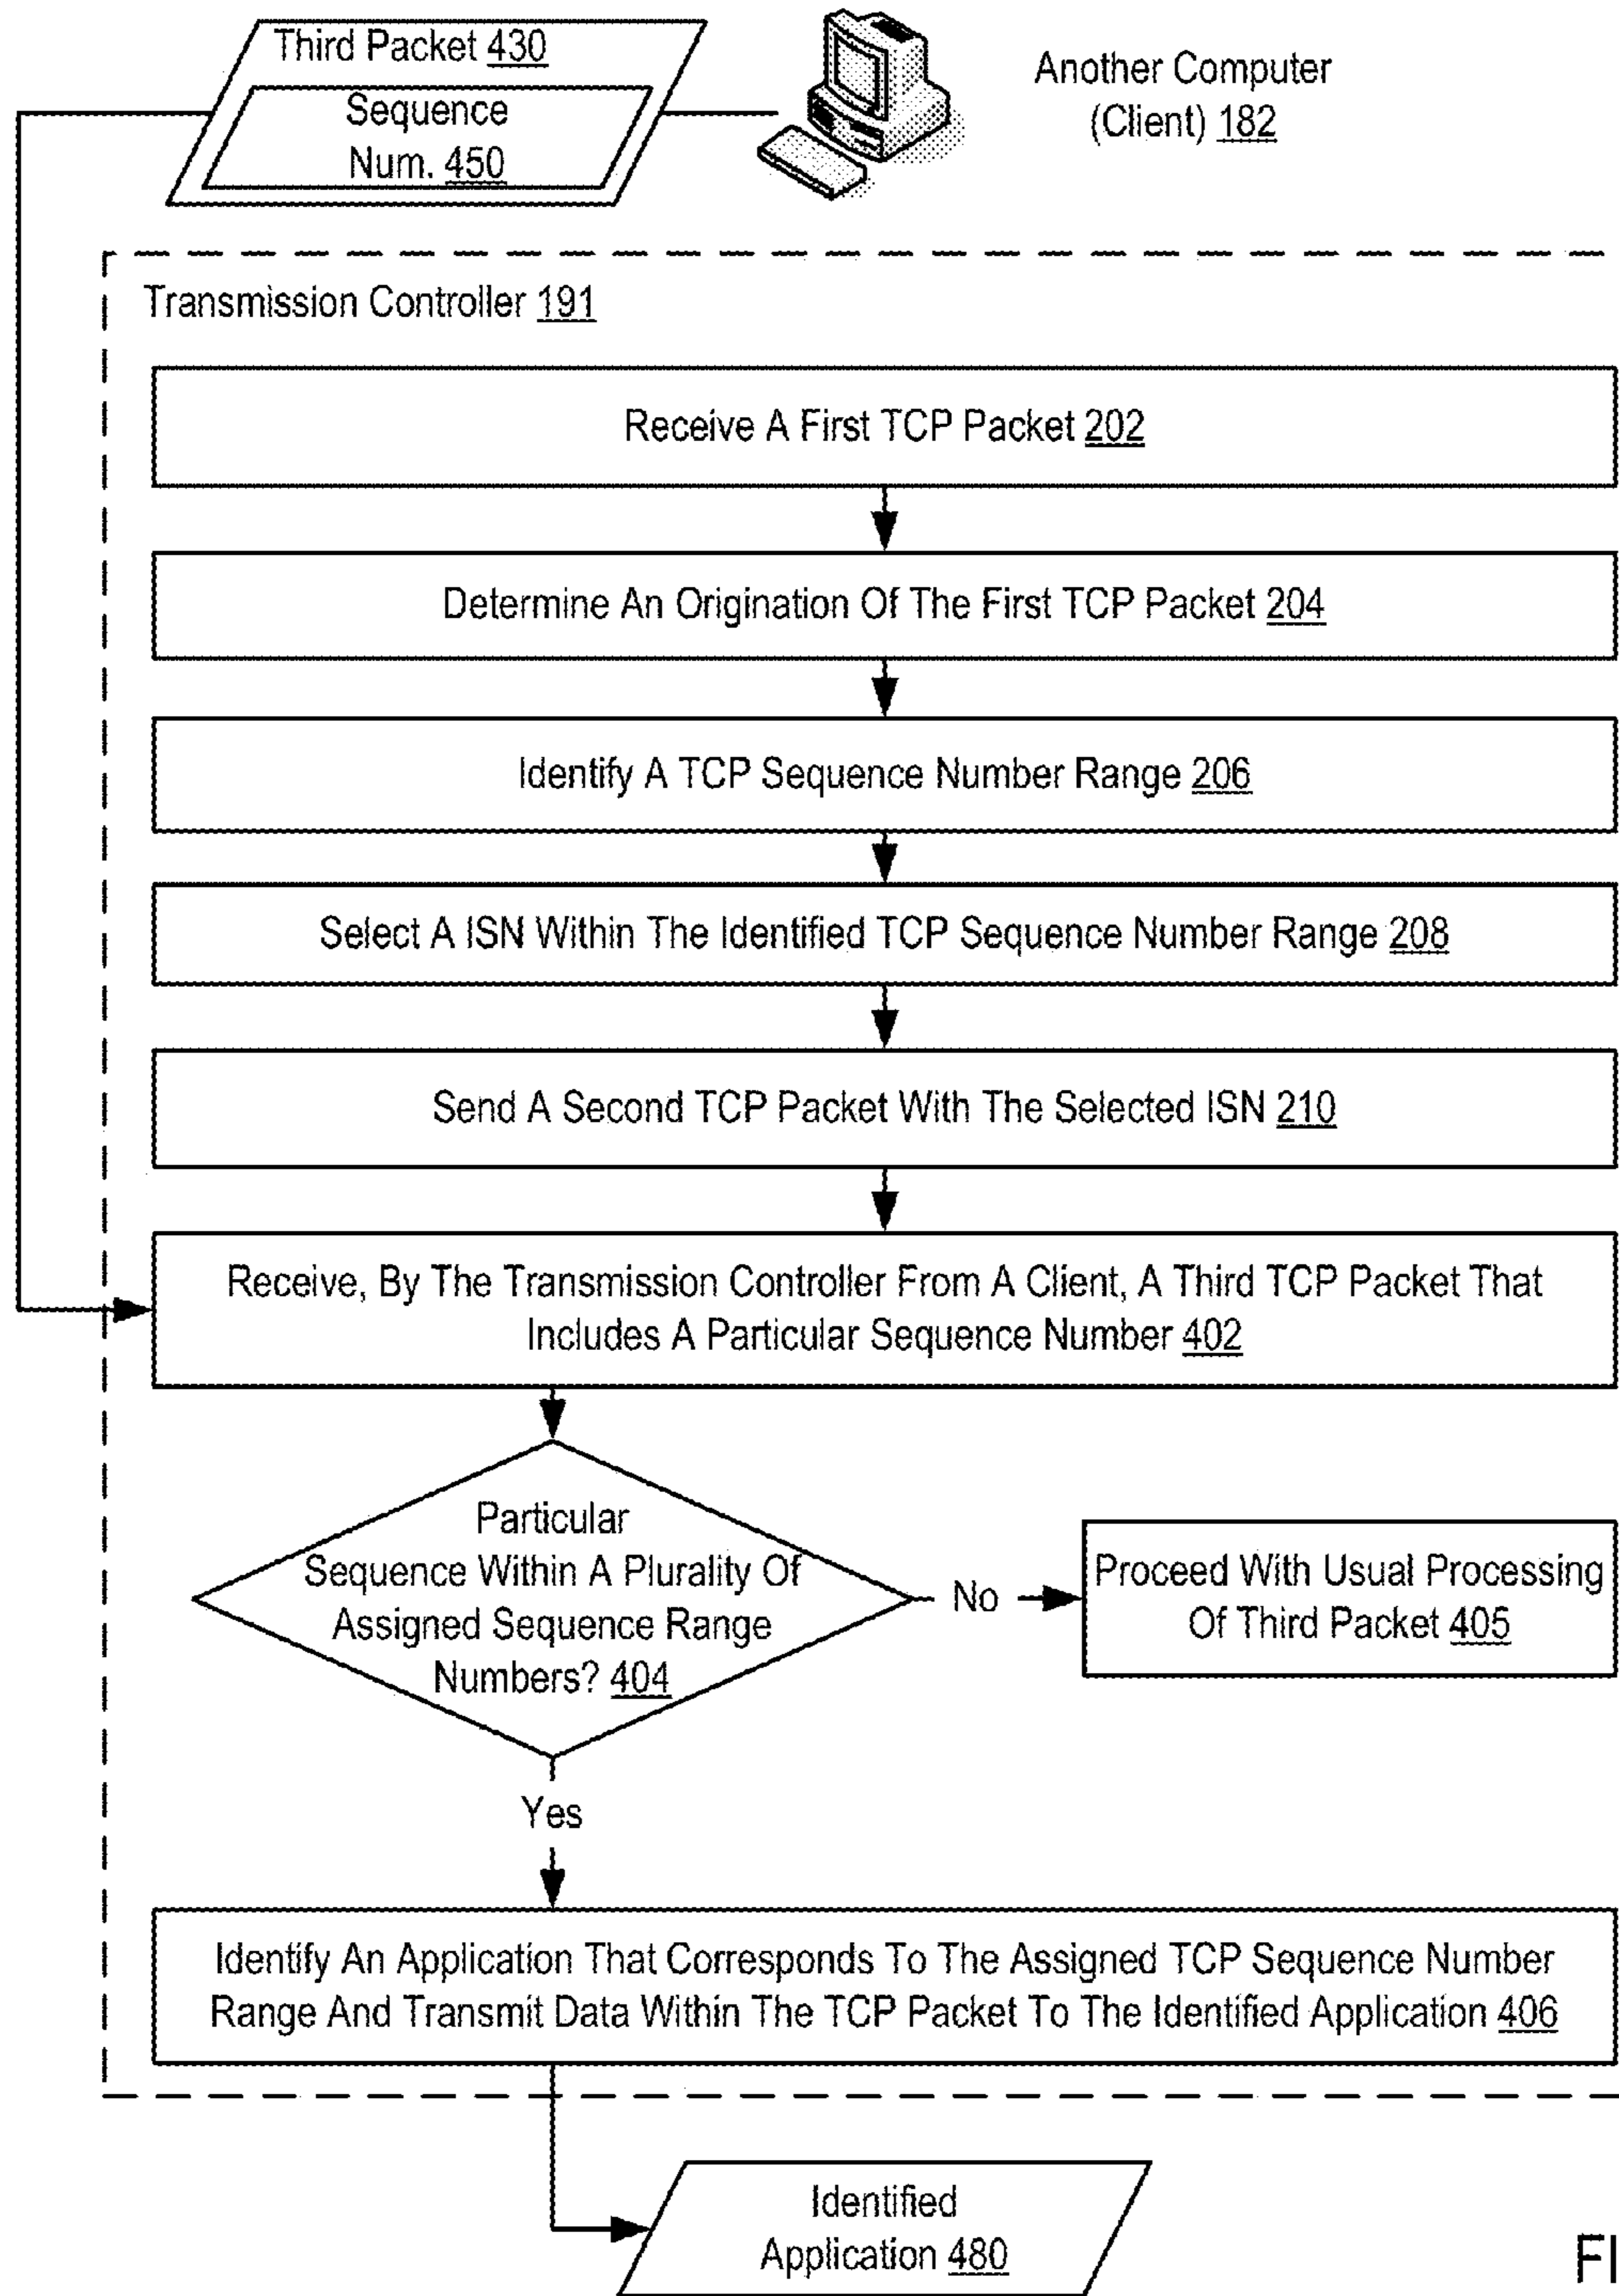 Third Packet 430
Sequence
Num. 450
Another Computer
(Client) 182
Transmission Controller 191
Receive A First TCP Packet 202
Determine An Origination Of The First TCP Packet 204
Identify A TCP Sequence Number Range 206
Select A ISN Within The Identified TCP Sequence Number Range 208
Send A Second TCP Packet With The Selected ISN 210
Receive, By The Transmission Controller From A Client, A Third TCP Packet That
Includes A Particular Sequence Number 402
Particular
Sequence Within A Plurality Of
Assigned Sequence Range
Numbers? 404
No
Proceed With Usual Processing
Of Third Packet 405
Yes
Identify An Application That Corresponds To The Assigned TCP Sequence Number
Range And Transmit Data Within The TCP Packet To The Identified Application 406
Identified
Application 480